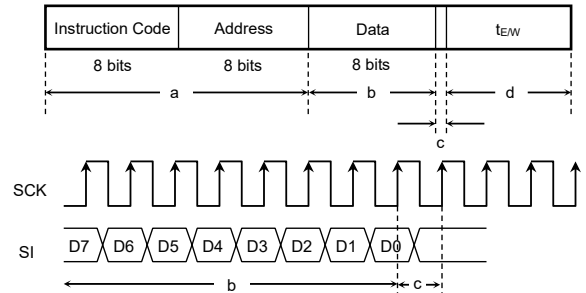 Instruction Code Address Data tE/W
8 bits 8 bits 8 bits
a b d
c
SCK
SI D7 D6 D5 D4 D3 D2 D1 D0
b c